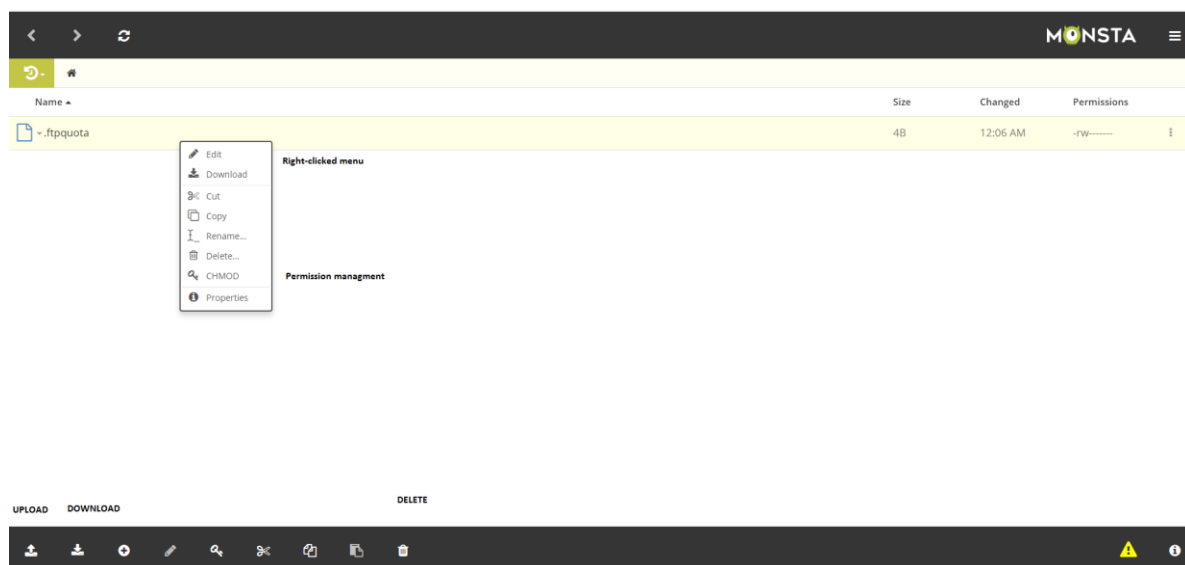 MONSTA
Name Size Changed Permissions
.ftpquota 4B 12:06 AM -rw-------
Edit
Right-clicked menu
Download
Cut
Copy
Rename...
Delete...
CHMOD
Permission managment
Properties
DELETE
UPLOAD DOWNLOAD